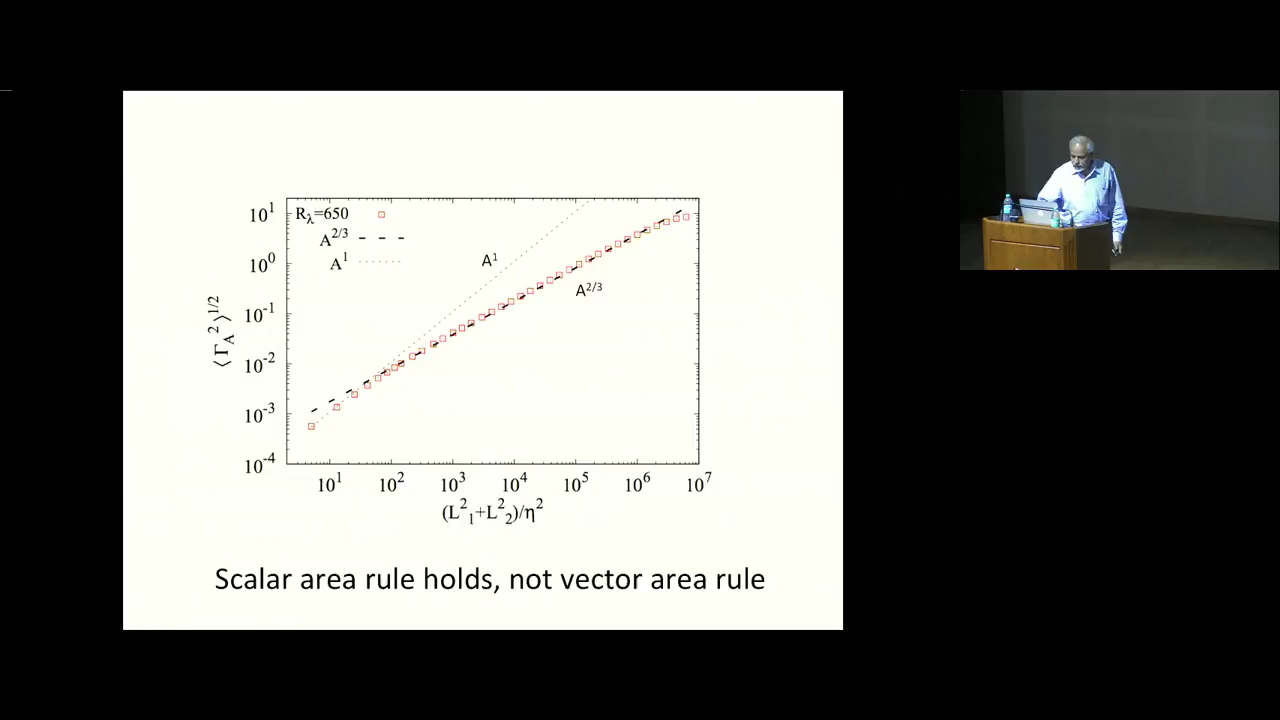 R_λ=650
A^2/3
A^1
10^1
10^0
10^-1
10^-2
10^-3
10^-4
⟨Γ_A^2⟩^1/2
A^1
A^2/3
10^1 10^2 10^3 10^4 10^5 10^6 10^7
(L^2_1+L^2_2)/η^2
Scalar area rule holds, not vector area rule